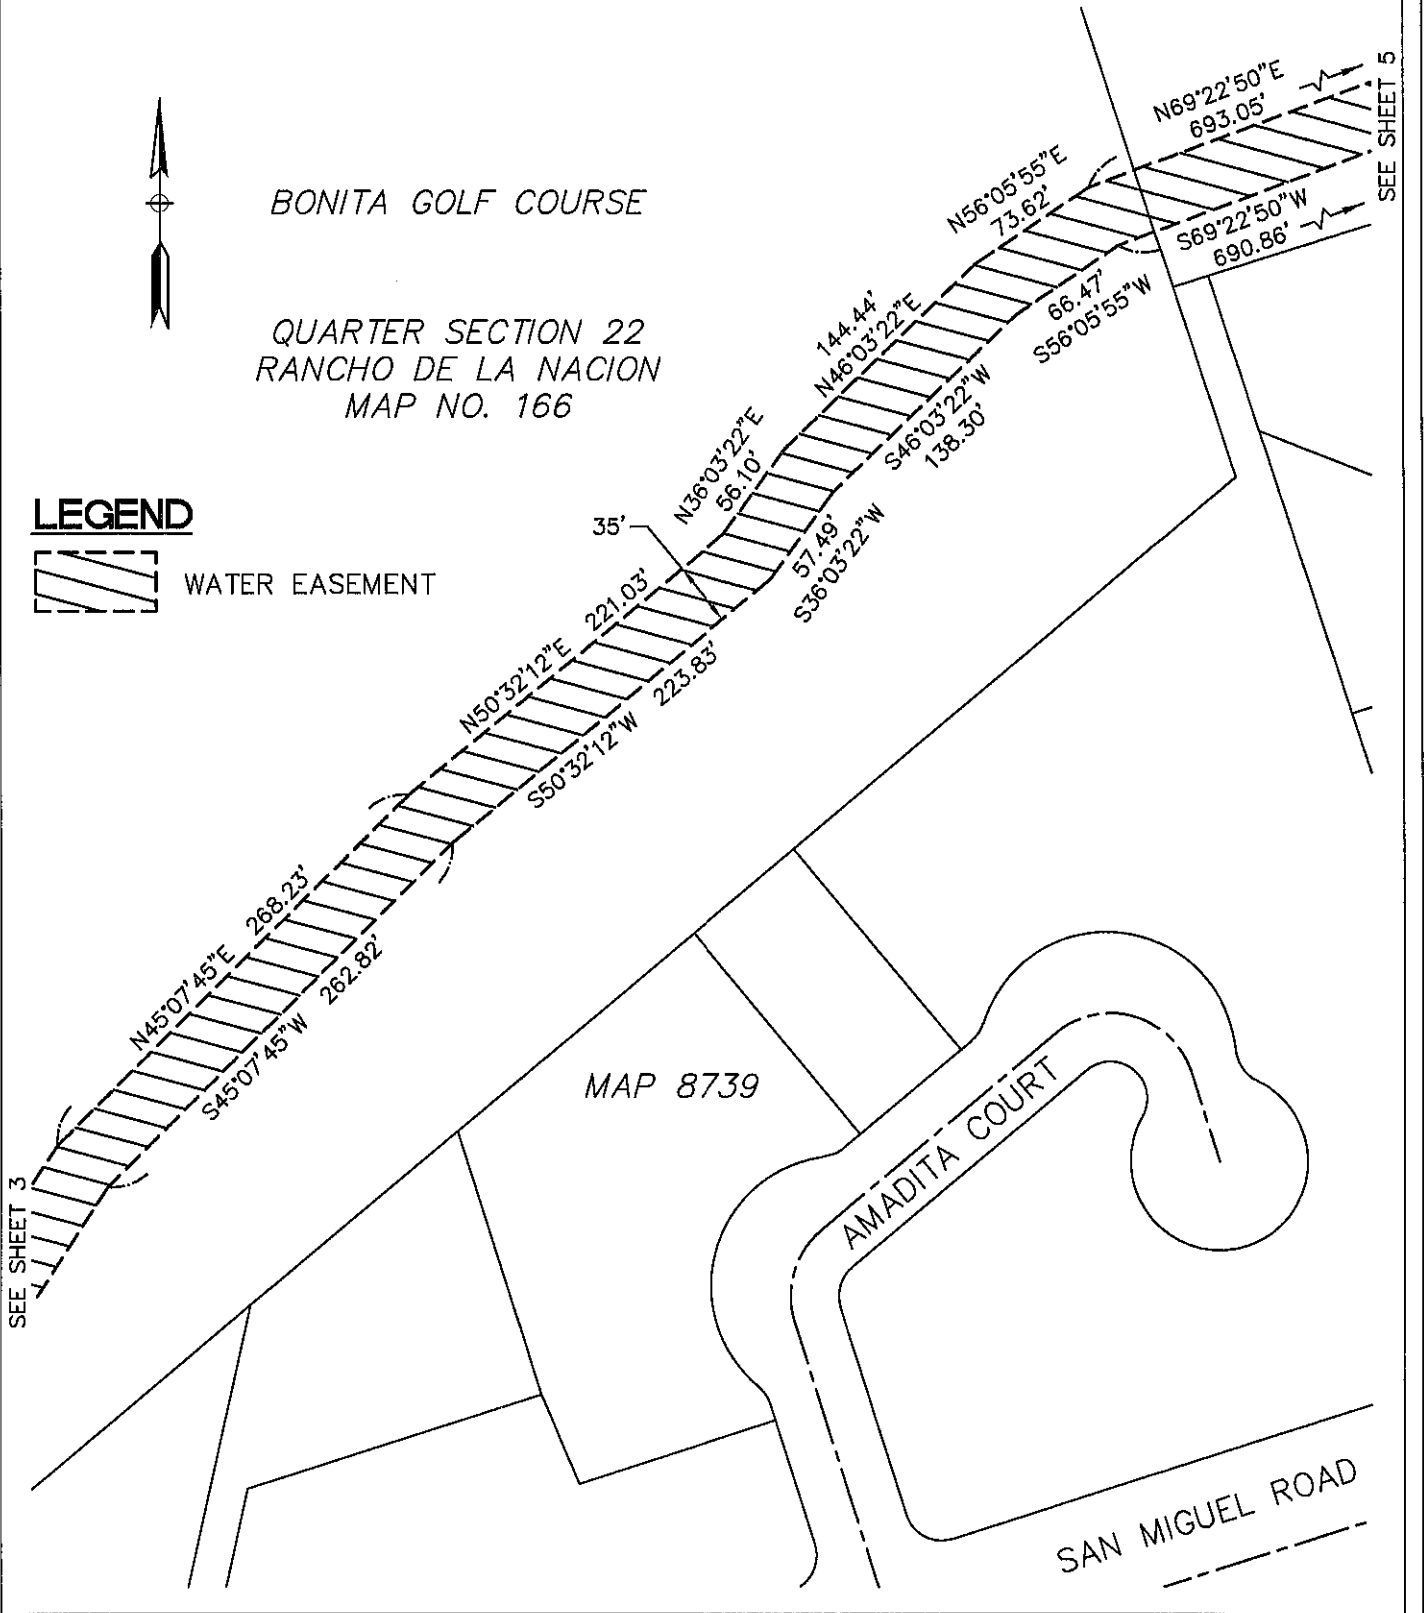 N69°22'50"E
693.05'
SEE SHEET 5
N56°05'55"E
73.62'
BONITA GOLF COURSE
S69°22'50"W
690.86'
144.44'
N46°03'22"E
66.47'
S56°05'55"W
QUARTER SECTION 22
RANCHO DE LA NACION
MAP NO. 166
S46°03'22"W
138.30'
N36°03'22"E
56.10'
LEGEND
35'
57.49'
S36°03'22"W
WATER EASEMENT
N50°32'12"E 221.03'
S50°32'12"W 223.83'
N45°07'45"E 268.23'
S45°07'45"W 262.82'
MAP 8739
AMADITA COURT
SEE SHEET 3
SAN MIGUEL ROAD